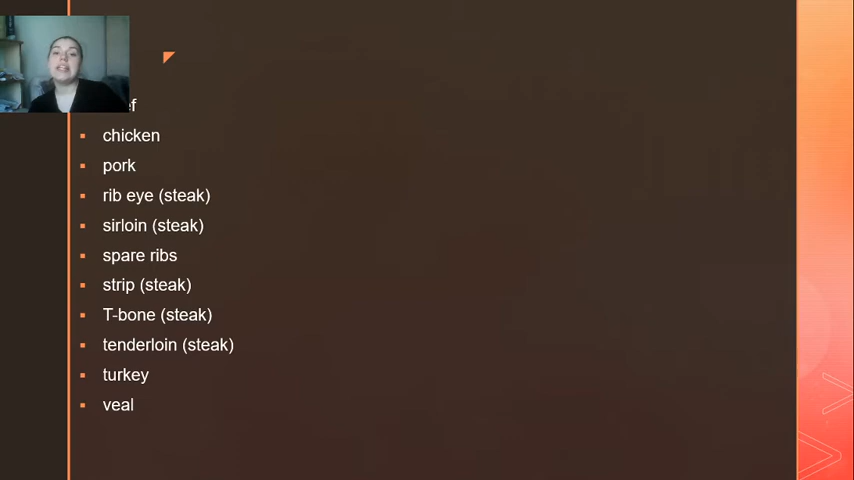 chicken
pork
rib eye (steak)
sirloin (steak)
spare ribs
strip (steak)
T-bone (steak)
tenderloin (steak)
turkey
veal